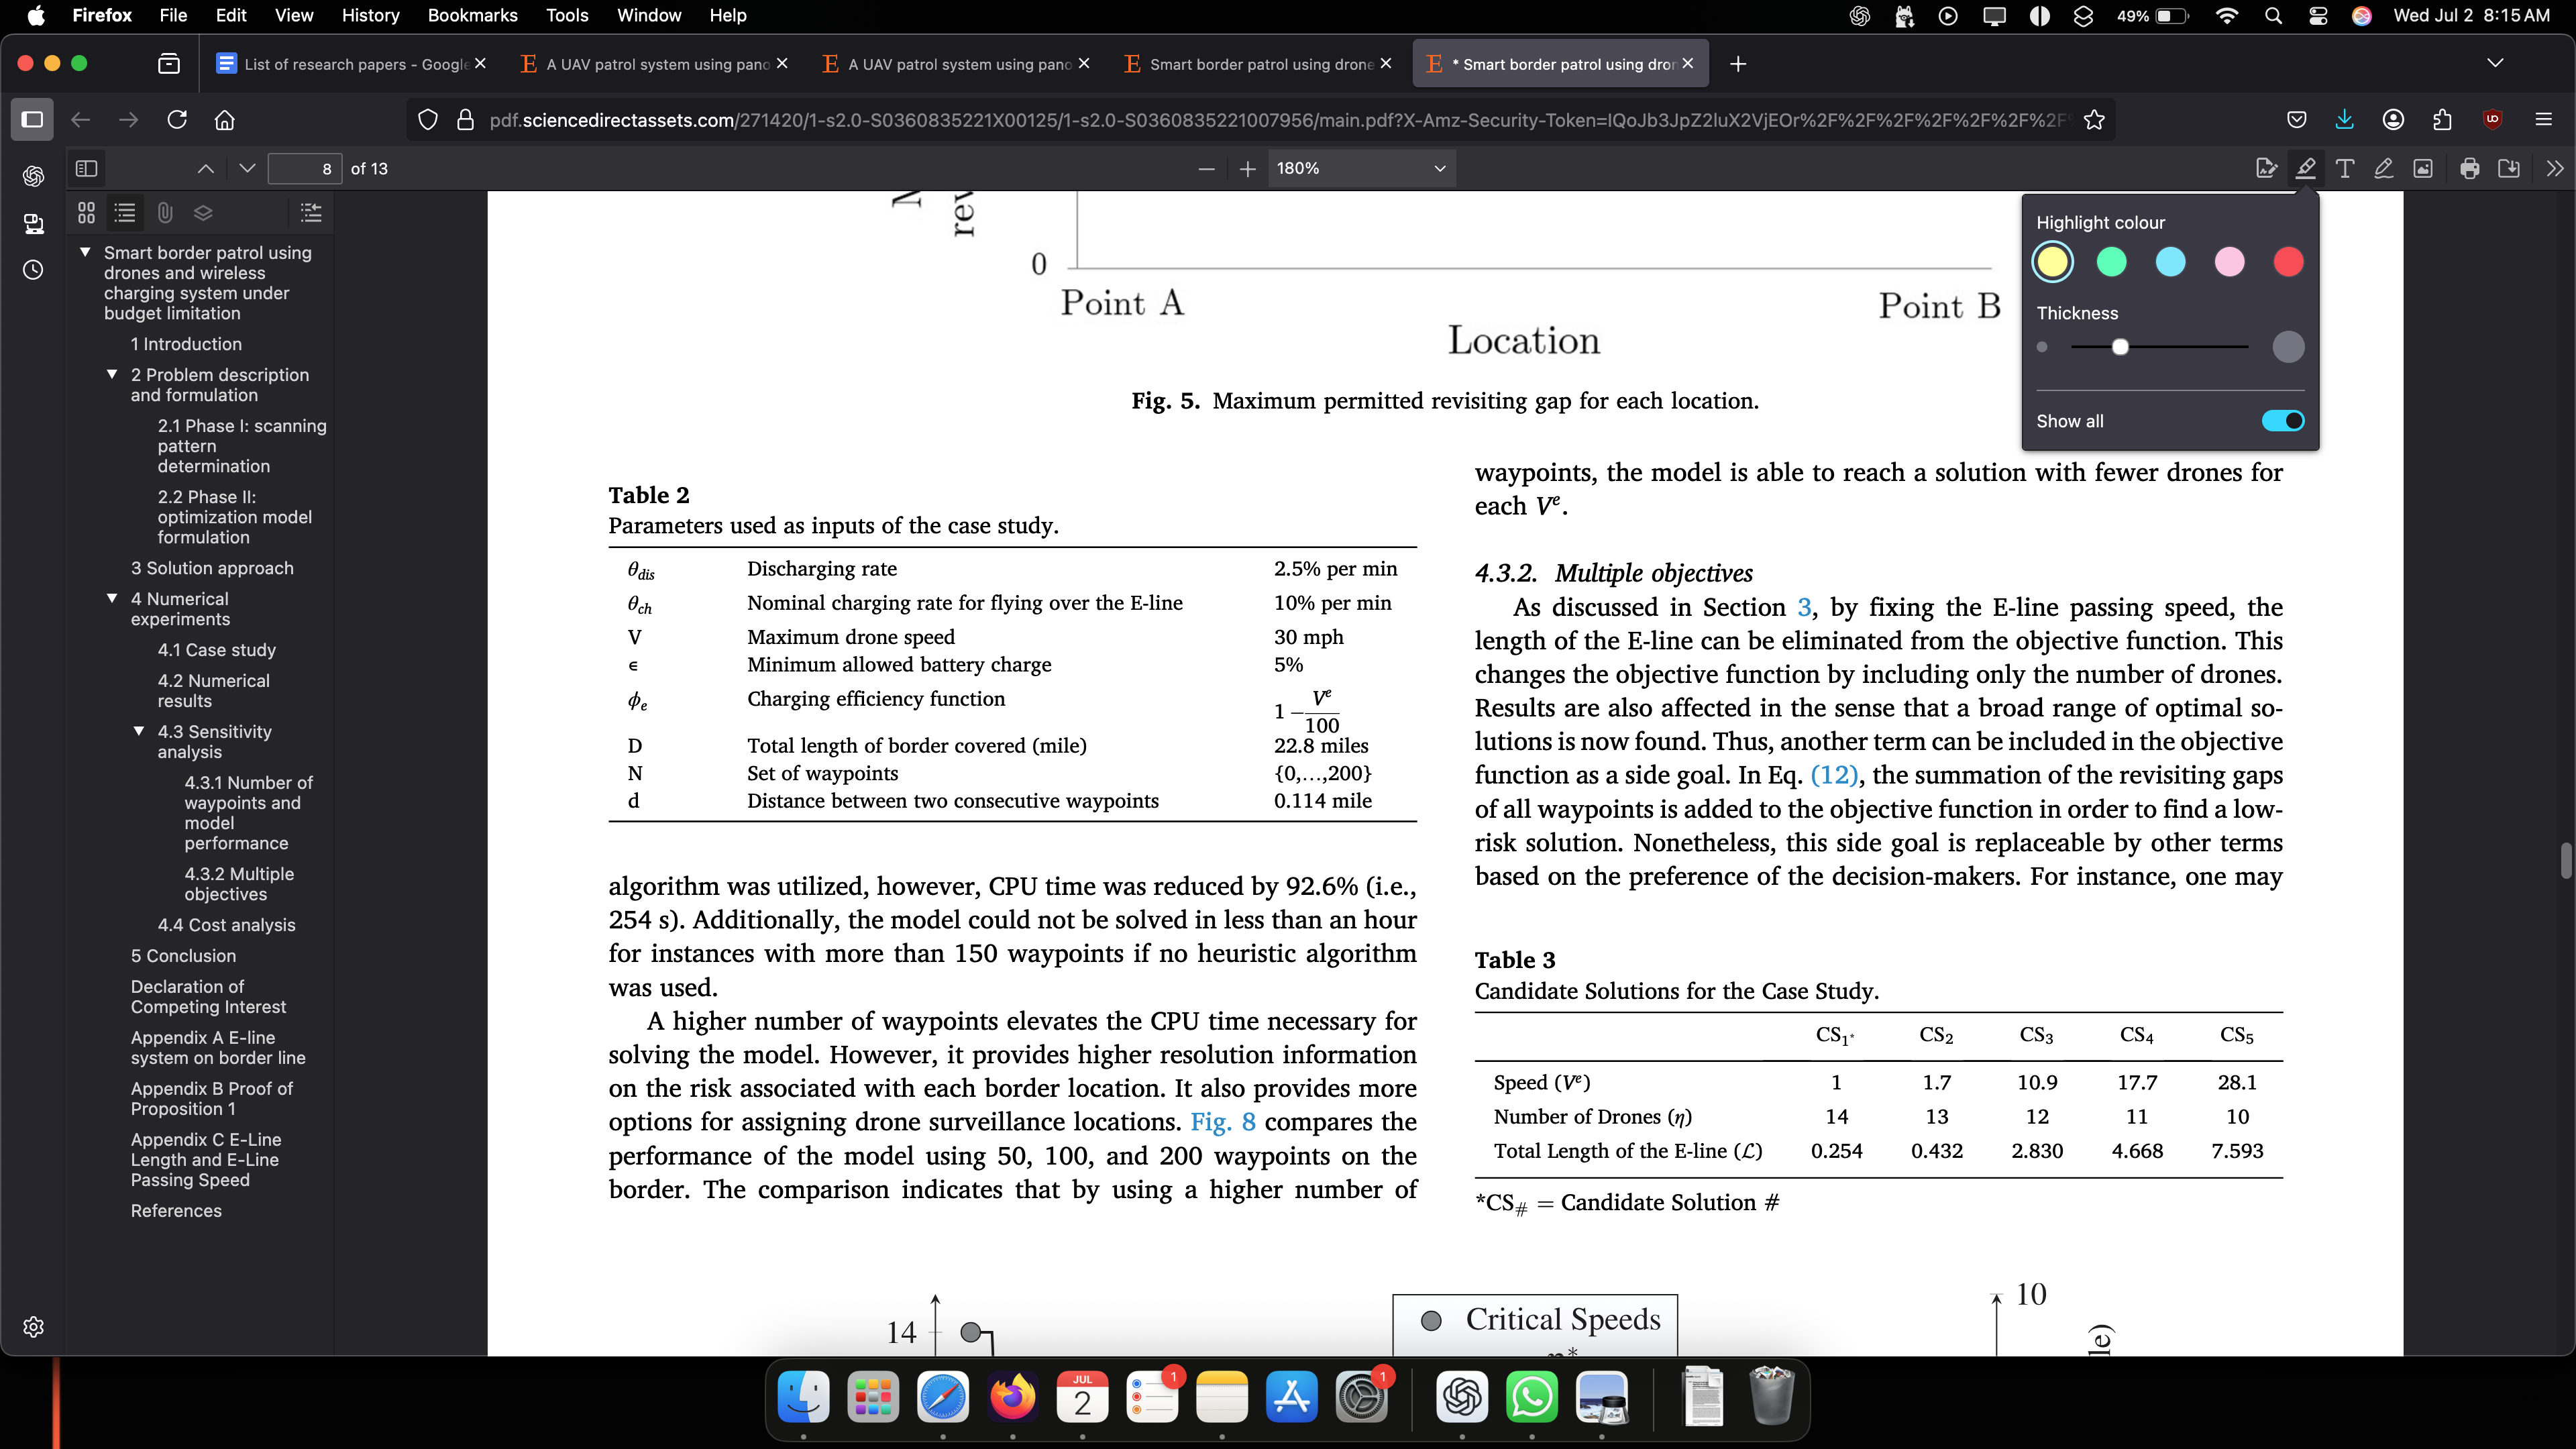 Firefox File Edit View History Bookmarks Tools Window Help
49% Wed Jul 2 8:15 AM
List of research papers - Google
A UAV patrol system using pano
A UAV patrol system using pano
Smart border patrol using drone
* Smart border patrol using dron
pdf.sciencedirectassets.com/271420/1-s2.0-S0360835221X00125/1-s2.0-S0360835221007956/main.pdf?X-Amz-Security-Token=IQoJb3JpZ2luX2VjEOr%2F%2F%2F%2F%2F%2F%2F%2F
8 of 13
180%
Smart border patrol using
drones and wireless
charging system under
budget limitation
1 Introduction
2 Problem description
and formulation
2.1 Phase I: scanning
pattern
determination
2.2 Phase II:
optimization model
formulation
3 Solution approach
4 Numerical
experiments
4.1 Case study
4.2 Numerical
results
4.3 Sensitivity
analysis
4.3.1 Number of
waypoints and
model
performance
4.3.2 Multiple
objectives
4.4 Cost analysis
5 Conclusion
Declaration of
Competing Interest
Appendix A E-line
system on border line
Appendix B Proof of
Proposition 1
Appendix C E-Line
Length and E-Line
Passing Speed
References
Highlight colour
Thickness
Show all
rev
0
Point A Point B
Location
Fig. 5. Maximum permitted revisiting gap for each location.
Table 2
Parameters used as inputs of the case study.
θdis Discharging rate 2.5% per min
θch Nominal charging rate for flying over the E-line 10% per min
V Maximum drone speed 30 mph
ϵ Minimum allowed battery charge 5%
ϕe Charging efficiency function 1 − Ve/100
D Total length of border covered (mile) 22.8 miles
N Set of waypoints {0,…,200}
d Distance between two consecutive waypoints 0.114 mile
algorithm was utilized, however, CPU time was reduced by 92.6% (i.e.,
254 s). Additionally, the model could not be solved in less than an hour
for instances with more than 150 waypoints if no heuristic algorithm
was used.
A higher number of waypoints elevates the CPU time necessary for
solving the model. However, it provides higher resolution information
on the risk associated with each border location. It also provides more
options for assigning drone surveillance locations. Fig. 8 compares the
performance of the model using 50, 100, and 200 waypoints on the
border. The comparison indicates that by using a higher number of
waypoints, the model is able to reach a solution with fewer drones for
each Ve.
4.3.2. Multiple objectives
As discussed in Section 3, by fixing the E-line passing speed, the
length of the E-line can be eliminated from the objective function. This
changes the objective function by including only the number of drones.
Results are also affected in the sense that a broad range of optimal so-
lutions is now found. Thus, another term can be included in the objective
function as a side goal. In Eq. (12), the summation of the revisiting gaps
of all waypoints is added to the objective function in order to find a low-
risk solution. Nonetheless, this side goal is replaceable by other terms
based on the preference of the decision-makers. For instance, one may
Table 3
Candidate Solutions for the Case Study.
CS1* CS2 CS3 CS4 CS5
Speed (Ve) 1 1.7 10.9 17.7 28.1
Number of Drones (η) 14 13 12 11 10
Total Length of the E-line (ℒ) 0.254 0.432 2.830 4.668 7.593
*CS# = Candidate Solution #
14
Critical Speeds
10
le)
JUL
2
1
1